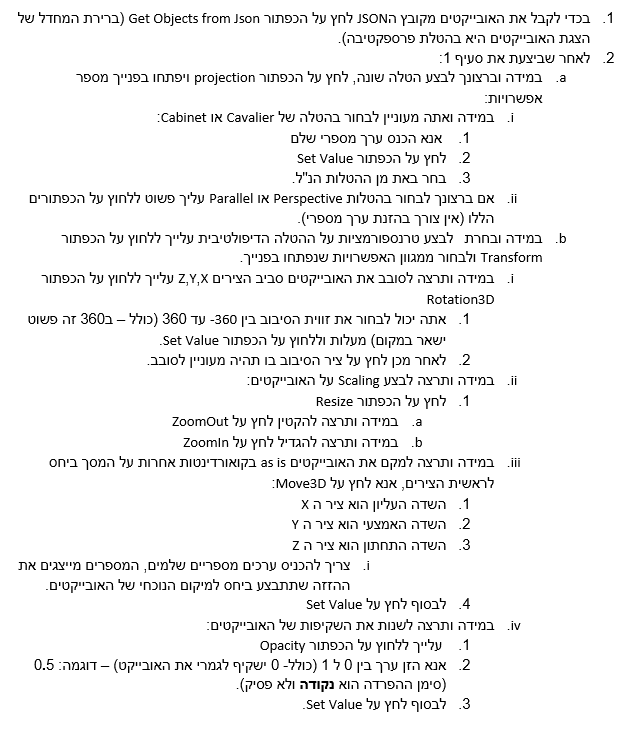 1. בכדי לקבל את האובייקטים מקובץ הJSON לחץ על הכפתור Get Objects from Json (ברירת המחדל של
הצגת האובייקטים היא בהטלת פרספקטיבה).
2. לאחר שביצעת את סעיף 1:
a. במידה וברצונך לבצע הטלה שונה, לחץ על הכפתור projection ויפתחו בפנייך מספר
אפשרויות:
i. במידה ואתה מעוניין לבחור בהטלה של Cavalier או Cabinet:
1. אנא הכנס ערך מספרי שלם
2. לחץ על הכפתור Set Value
3. בחר באת מן ההטלות הנ"ל.
ii. אם ברצונך לבחור בהטלות Perspective או Parallel עליך פשוט ללחוץ על הכפתורים
הללו (אין צורך בהזנת ערך מספרי).
b. במידה ובחרת לבצע טרנספורמציות על ההטלה הדיפולטיבית עלייך ללחוץ על הכפתור
Transform ולבחור ממגוון האפשרויות שנפתחו בפנייך.
i. במידה ותרצה לסובב את האובייקטים סביב הצירים Z,Y,X עלייך ללחוץ על הכפתור
Rotation3D
1. אתה יכול לבחור את זווית הסיבוב בין 360- עד 360 (כולל – ב360 זה פשוט
ישאר במקום) מעלות וללחוץ על הכפתור Set Value.
2. לאחר מכן לחץ על ציר הסיבוב בו תהיה מעוניין לסובב.
ii. במידה ותרצה לבצע Scaling על האובייקטים:
1. לחץ על הכפתור Resize
a. במידה ותרצה להקטין לחץ על ZoomOut
b. במידה ותרצה להגדיל לחץ על ZoomIn
iii. במידה ותרצה למקם את האובייקטים as is בקואורדינטות אחרות על המסך ביחס
לראשית הצירים, אנא לחץ על Move3D:
1. השדה העליון הוא ציר ה X
2. השדה האמצעי הוא ציר ה Y
3. השדה התחתון הוא ציר ה Z
i. צריך להכניס ערכים מספריים שלמים, המספרים מייצגים את
ההזזה שתתבצע ביחס למיקום הנוכחי של האובייקטים.
4. לבסוף לחץ על Set Value
iv. במידה ותרצה לשנות את השקיפות של האובייקטים:
1. עלייך ללחוץ על הכפתור Opacity
2. אנא הזן ערך בין 0 ל 1 (כולל- 0 ישקיף לגמרי את האובייקט) – דוגמה: 0.5
(סימן ההפרדה הוא נקודה ולא פסיק).
3. לבסוף לחץ על Set Value.